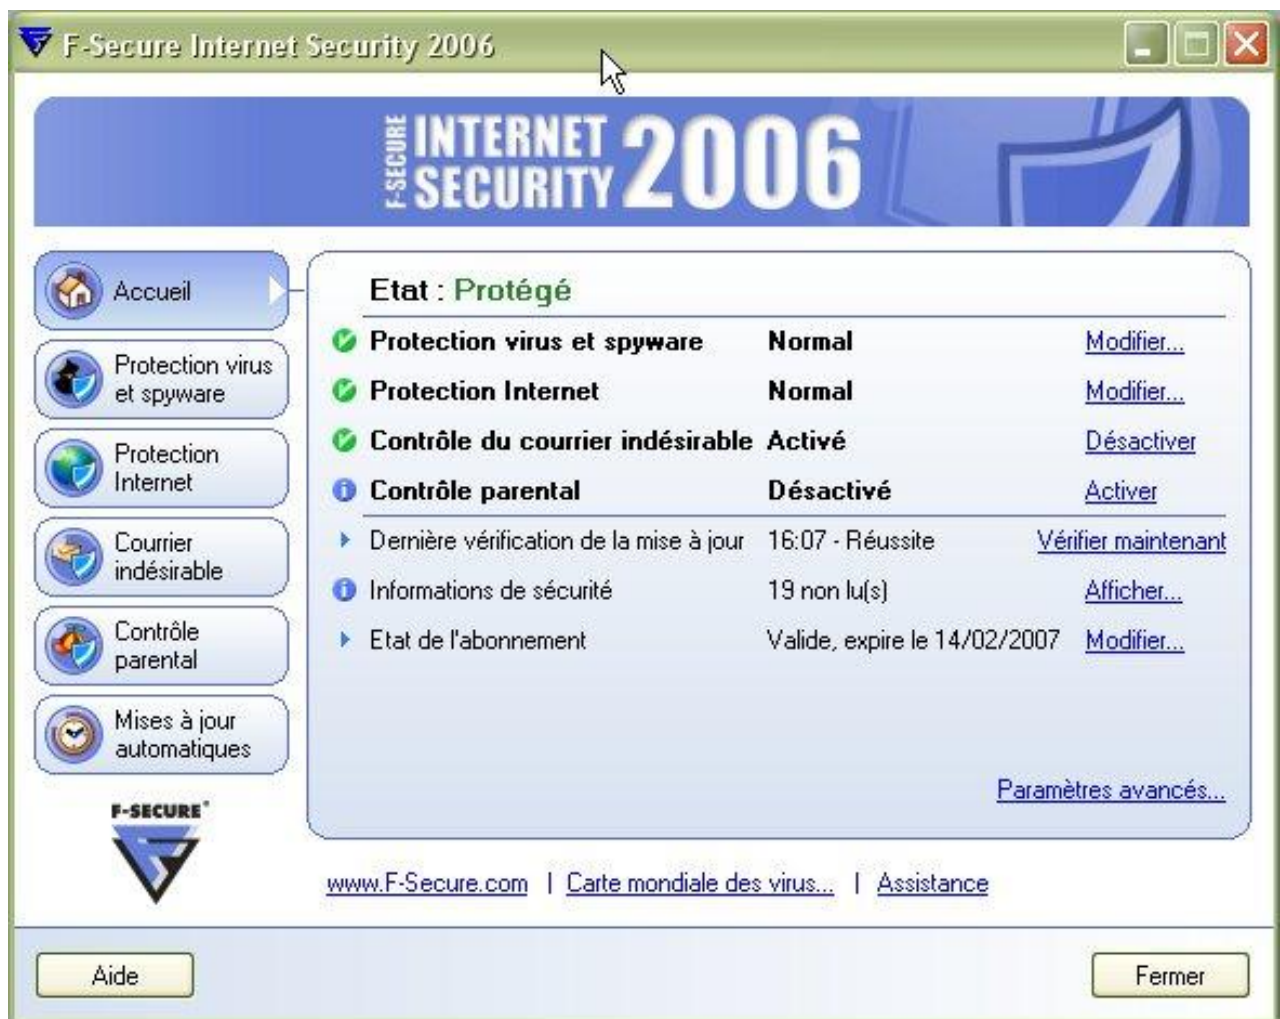 F-Secure Internet Security 2006
F-SECURE INTERNET SECURITY 2006
Accueil
Protection virus
et spyware
Protection
Internet
Courrier
indésirable
Contrôle
parental
Mises à jour
automatiques
F-SECURE®
Etat : Protégé
Protection virus et spyware Normal Modifier...
Protection Internet Normal Modifier...
Contrôle du courrier indésirable Activé Désactiver
Contrôle parental Désactivé Activer
Dernière vérification de la mise à jour 16:07 - Réussite Vérifier maintenant
Informations de sécurité 19 non lu(s) Afficher...
Etat de l'abonnement Valide, expire le 14/02/2007 Modifier...
Paramètres avancés...
www.F-Secure.com | Carte mondiale des virus... | Assistance
Aide Fermer